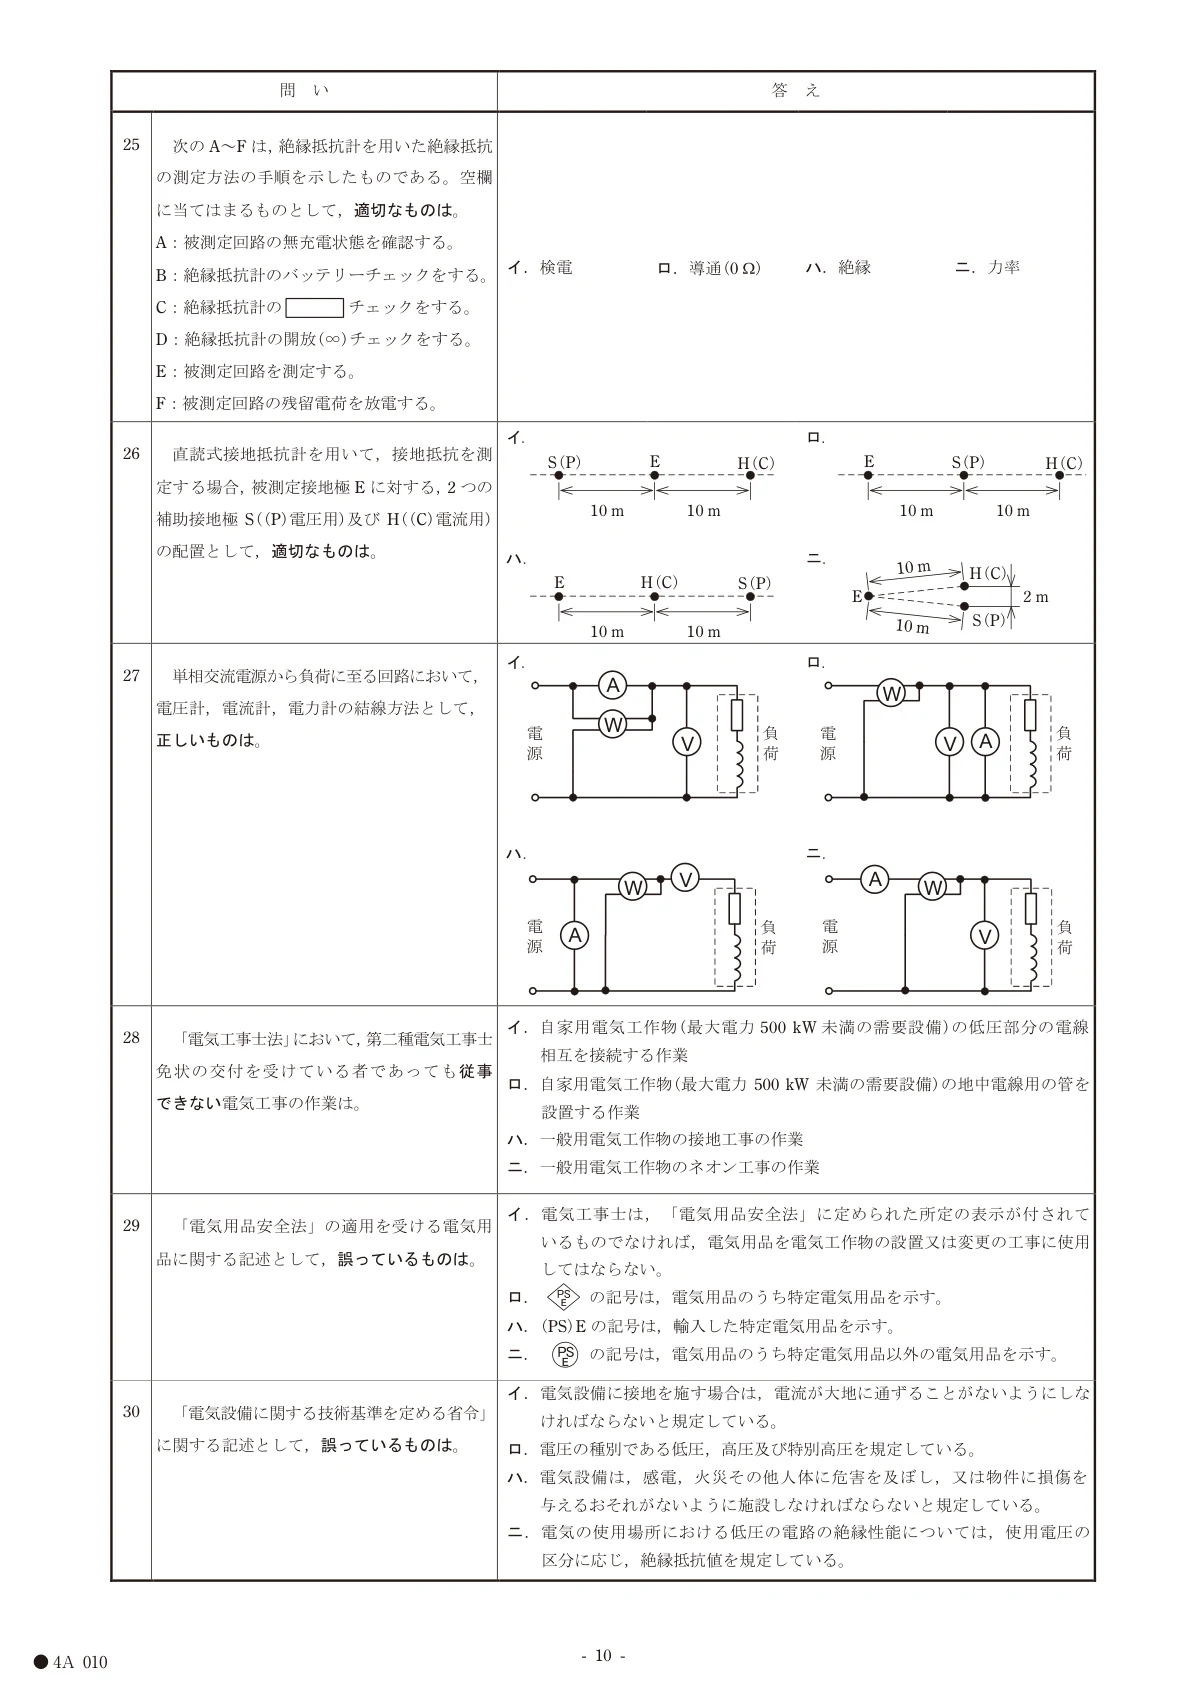 問　い　答　え
25　次の A～F は，絶縁抵抗計を用いた絶縁抵抗
の測定方法の手順を示したものである。空欄
に当てはまるものとして，適切なものは。
A：被測定回路の無充電状態を確認する。
B：絶縁抵抗計のバッテリーチェックをする。
C：絶縁抵抗計の　　　チェックをする。
D：絶縁抵抗計の開放(∞)チェックをする。
E：被測定回路を測定する。
F：被測定回路の残留電荷を放電する。
イ．検電　ロ．導通(0 Ω)　ハ．絶縁　ニ．力率
26　直読式接地抵抗計を用いて，接地抵抗を測
定する場合，被測定接地極 E に対する，2 つの
補助接地極 S((P)電圧用)及び H((C)電流用)
の配置として，適切なものは。
イ．
S(P)　E　H(C)
10 m　10 m
ロ．
E　S(P)　H(C)
10 m　10 m
ハ．
E　H(C)　S(P)
10 m　10 m
ニ．
10 m　H(C)
E　2 m
10 m　S(P)
27　単相交流電源から負荷に至る回路において，
電圧計，電流計，電力計の結線方法として，
正しいものは。
イ．
A
W
V
電源
負荷
ロ．
W
V　A
電源
負荷
ハ．
W　V
A
電源
負荷
ニ．
A　W
V
電源
負荷
28　「電気工事士法」において，第二種電気工事士
免状の交付を受けている者であっても従事
できない電気工事の作業は。
イ．自家用電気工作物(最大電力 500 kW 未満の需要設備)の低圧部分の電線
相互を接続する作業
ロ．自家用電気工作物(最大電力 500 kW 未満の需要設備)の地中電線用の管を
設置する作業
ハ．一般用電気工作物の接地工事の作業
ニ．一般用電気工作物のネオン工事の作業
29　「電気用品安全法」の適用を受ける電気用
品に関する記述として，誤っているものは。
イ．電気工事士は，「電気用品安全法」に定められた所定の表示が付されて
いるものでなければ，電気用品を電気工作物の設置又は変更の工事に使用
してはならない。
ロ．PS E の記号は，電気用品のうち特定電気用品を示す。
ハ．(PS)E の記号は，輸入した特定電気用品を示す。
ニ．PS E の記号は，電気用品のうち特定電気用品以外の電気用品を示す。
30　「電気設備に関する技術基準を定める省令」
に関する記述として，誤っているものは。
イ．電気設備に接地を施す場合は，電流が大地に通ずることがないようにしな
ければならないと規定している。
ロ．電圧の種別である低圧，高圧及び特別高圧を規定している。
ハ．電気設備は，感電，火災その他人体に危害を及ぼし，又は物件に損傷を
与えるおそれがないように施設しなければならないと規定している。
ニ．電気の使用場所における低圧の電路の絶縁性能については，使用電圧の
区分に応じ，絶縁抵抗値を規定している。
- 10 -
●4A 010